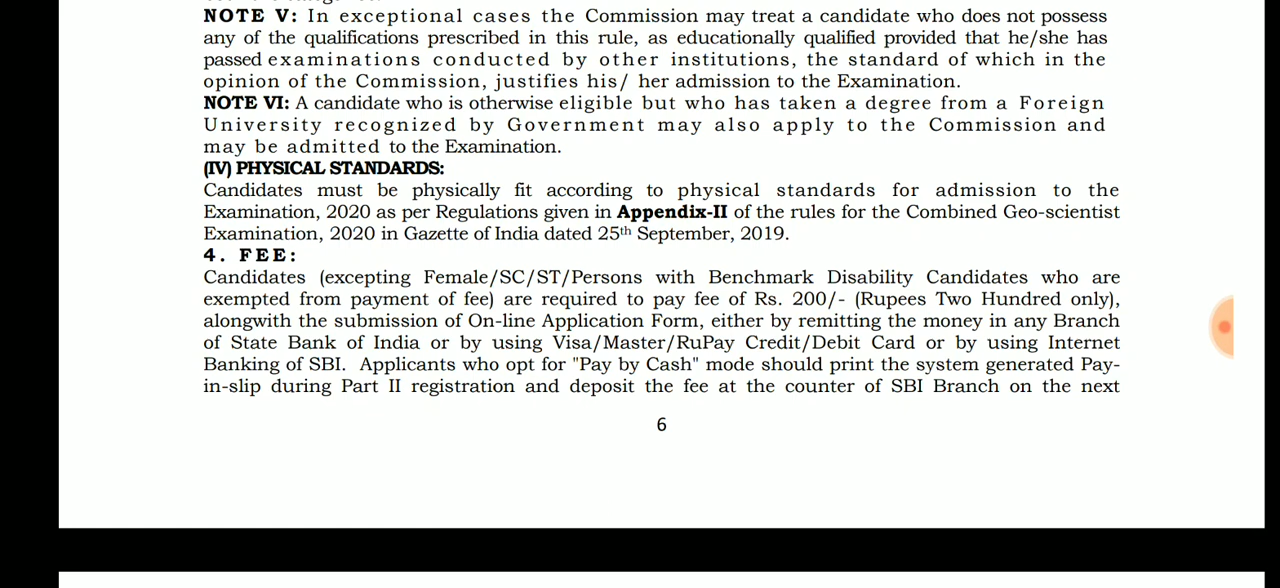 NOTE V: In exceptional cases the Commission may treat a candidate who does not possess
any of the qualifications prescribed in this rule, as educationally qualified provided that he/she has
passed examinations conducted by other institutions, the standard of which in the
opinion of the Commission, justifies his/ her admission to the Examination.
NOTE VI: A candidate who is otherwise eligible but who has taken a degree from a Foreign
University recognized by Government may also apply to the Commission and
may be admitted to the Examination.
(IV) PHYSICAL STANDARDS:
Candidates must be physically fit according to physical standards for admission to the
Examination, 2020 as per Regulations given in Appendix-II of the rules for the Combined Geo-scientist
Examination, 2020 in Gazette of India dated 25th September, 2019.
4. FEE:
Candidates (excepting Female/SC/ST/Persons with Benchmark Disability Candidates who are
exempted from payment of fee) are required to pay fee of Rs. 200/- (Rupees Two Hundred only),
alongwith the submission of On-line Application Form, either by remitting the money in any Branch
of State Bank of India or by using Visa/Master/RuPay Credit/Debit Card or by using Internet
Banking of SBI. Applicants who opt for "Pay by Cash" mode should print the system generated Pay-
in-slip during Part II registration and deposit the fee at the counter of SBI Branch on the next
6